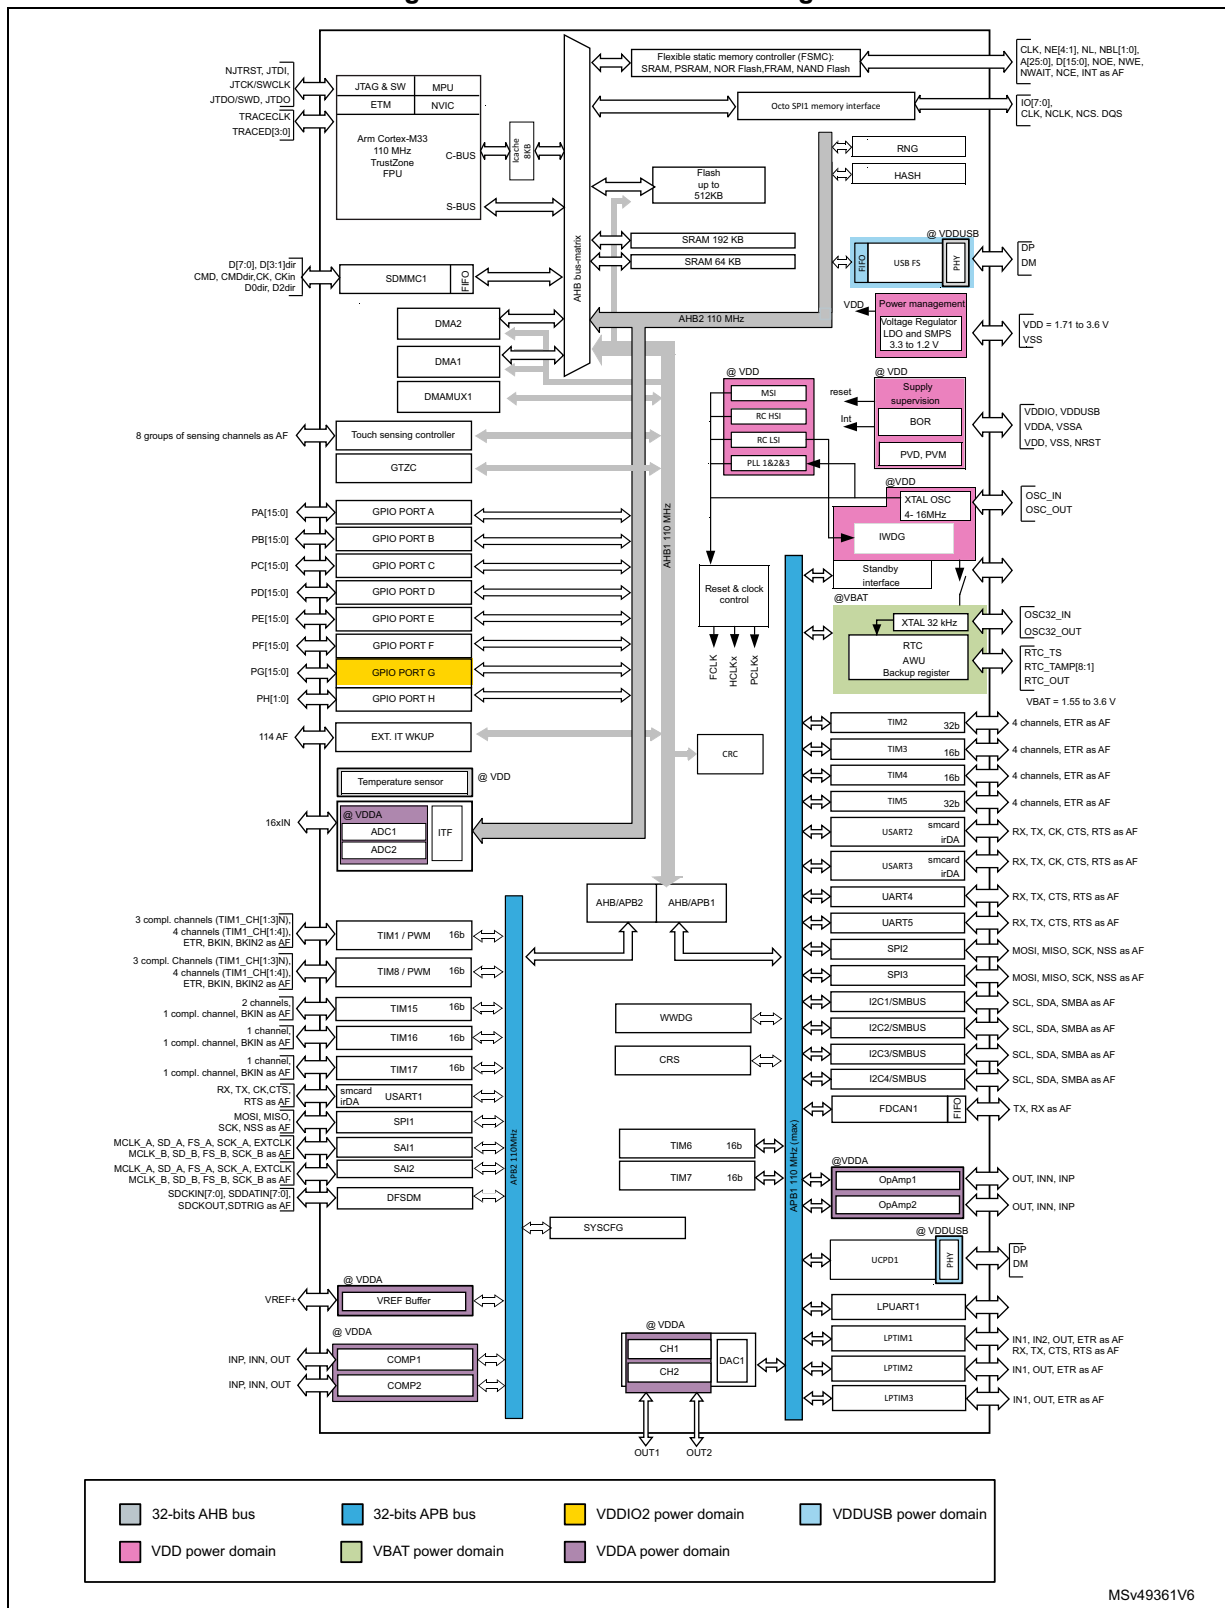 NJTRST, JTDI,
JTCK/SWCLK
JTDO/SWD, JTDO
TRACECLK
TRACED[3:0]
JTAG & SW
MPU
ETM
NVIC
Arm Cortex-M33
110 MHz
TrustZone
FPU
C-BUS
S-BUS
Icache
8KB
AHB bus-matrix
Flexible static memory controller (FSMC):
SRAM, PSRAM, NOR Flash,FRAM, NAND Flash
CLK, NE[4:1], NL, NBL[1:0],
A[25:0], D[15:0], NOE, NWE,
NWAIT, NCE, INT as AF
Octo SPI1 memory interface
IO[7:0],
CLK, NCLK, NCS. DQS
RNG
HASH
Flash
up to
512KB
SRAM 192 KB
SRAM 64 KB
@ VDDUSB
FIFO
USB FS
PHY
DP
DM
D[7:0], D[3:1]dir
CMD, CMDdir,CK, CKin
D0dir, D2dir
SDMMC1
FIFO
VDD
Power management
Voltage Regulator
LDO and SMPS
3.3 to 1.2 V
VDD = 1.71 to 3.6 V
VSS
AHB2 110 MHz
DMA2
DMA1
DMAMUX1
@ VDD
MSI
RC HSI
RC LSI
PLL 1&2&3
@ VDD
reset
Int
Supply
supervision
BOR
PVD, PVM
VDDIO, VDDUSB
VDDA, VSSA
VDD, VSS, NRST
8 groups of sensing channels as AF
Touch sensing controller
GTZC
@VDD
XTAL OSC
4- 16MHz
IWDG
OSC_IN
OSC_OUT
Standby
interface
@VBAT
XTAL 32 kHz
RTC
AWU
Backup register
OSC32_IN
OSC32_OUT
RTC_TS
RTC_TAMP[8:1]
RTC_OUT
VBAT = 1.55 to 3.6 V
AHB1 110 MHz
Reset & clock
control
FCLK
HCLKx
PCLKx
PA[15:0]
GPIO PORT A
PB[15:0]
GPIO PORT B
PC[15:0]
GPIO PORT C
PD[15:0]
GPIO PORT D
PE[15:0]
GPIO PORT E
PF[15:0]
GPIO PORT F
PG[15:0]
GPIO PORT G
PH[1:0]
GPIO PORT H
114 AF
EXT. IT WKUP
CRC
Temperature sensor
@ VDD
16xIN
@ VDDA
ADC1
ADC2
ITF
AHB/APB2
AHB/APB1
TIM2
32b
4 channels, ETR as AF
TIM3
16b
4 channels, ETR as AF
TIM4
16b
4 channels, ETR as AF
TIM5
32b
4 channels, ETR as AF
USART2
smcard
irDA
RX, TX, CK, CTS, RTS as AF
USART3
smcard
irDA
RX, TX, CK, CTS, RTS as AF
UART4
RX, TX, CTS, RTS as AF
UART5
RX, TX, CTS, RTS as AF
SPI2
MOSI, MISO, SCK, NSS as AF
SPI3
MOSI, MISO, SCK, NSS as AF
I2C1/SMBUS
SCL, SDA, SMBA as AF
I2C2/SMBUS
SCL, SDA, SMBA as AF
I2C3/SMBUS
SCL, SDA, SMBA as AF
I2C4/SMBUS
SCL, SDA, SMBA as AF
FDCAN1
FIFO
TX, RX as AF
3 compl. channels (TIM1_CH[1:3]N),
4 channels (TIM1_CH[1:4]),
ETR, BKIN, BKIN2 as AF
TIM1 / PWM
16b
3 compl. Channels (TIM1_CH[1:3]N),
4 channels (TIM1_CH[1:4]),
ETR, BKIN, BKIN2 as AF
TIM8 / PWM
16b
2 channels,
1 compl. channel, BKIN as AF
TIM15
16b
1 channel,
1 compl. channel, BKIN as AF
TIM16
16b
1 channel,
1 compl. channel, BKIN as AF
TIM17
16b
RX, TX, CK,CTS,
RTS as AF
smcard
irDA
USART1
MOSI, MISO,
SCK, NSS as AF
SPI1
MCLK_A, SD_A, FS_A, SCK_A, EXTCLK
MCLK_B, SD_B, FS_B, SCK_B as AF
SAI1
MCLK_A, SD_A, FS_A, SCK_A, EXTCLK
MCLK_B, SD_B, FS_B, SCK_B as AF
SAI2
SDCKIN[7:0], SDDATIN[7:0],
SDCKOUT,SDTRIG as AF
DFSDM
APB2 110MHz
APB1 110 MHz (max)
WWDG
CRS
TIM6
16b
TIM7
16b
SYSCFG
@VDDA
OpAmp1
OUT, INN, INP
OpAmp2
OUT, INN, INP
@ VDDUSB
UCPD1
PHY
DP
DM
LPUART1
LPTIM1
IN1, IN2, OUT, ETR as AF
RX, TX, CTS, RTS as AF
LPTIM2
IN1, OUT, ETR as AF
LPTIM3
IN1, OUT, ETR as AF
@ VDDA
VREF+
VREF Buffer
@ VDDA
INP, INN, OUT
COMP1
INP, INN, OUT
COMP2
@ VDDA
CH1
CH2
DAC1
OUT1
OUT2
32-bits AHB bus
32-bits APB bus
VDDIO2 power domain
VDDUSB power domain
VDD power domain
VBAT power domain
VDDA power domain
MSv49361V6